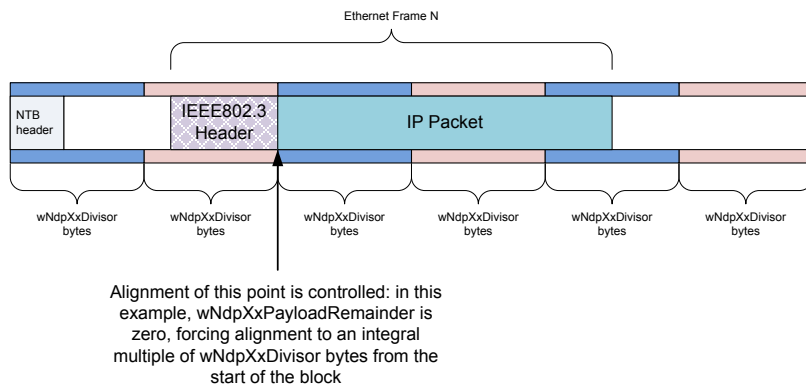 Ethernet Frame N
NTB
header
IEEE802.3
Header
IP Packet
wNdpXxDivisor
bytes
wNdpXxDivisor
bytes
wNdpXxDivisor
bytes
wNdpXxDivisor
bytes
wNdpXxDivisor
bytes
wNdpXxDivisor
bytes
Alignment of this point is controlled: in this
example, wNdpXxPayloadRemainder is
zero, forcing alignment to an integral
multiple of wNdpXxDivisor bytes from the
start of the block